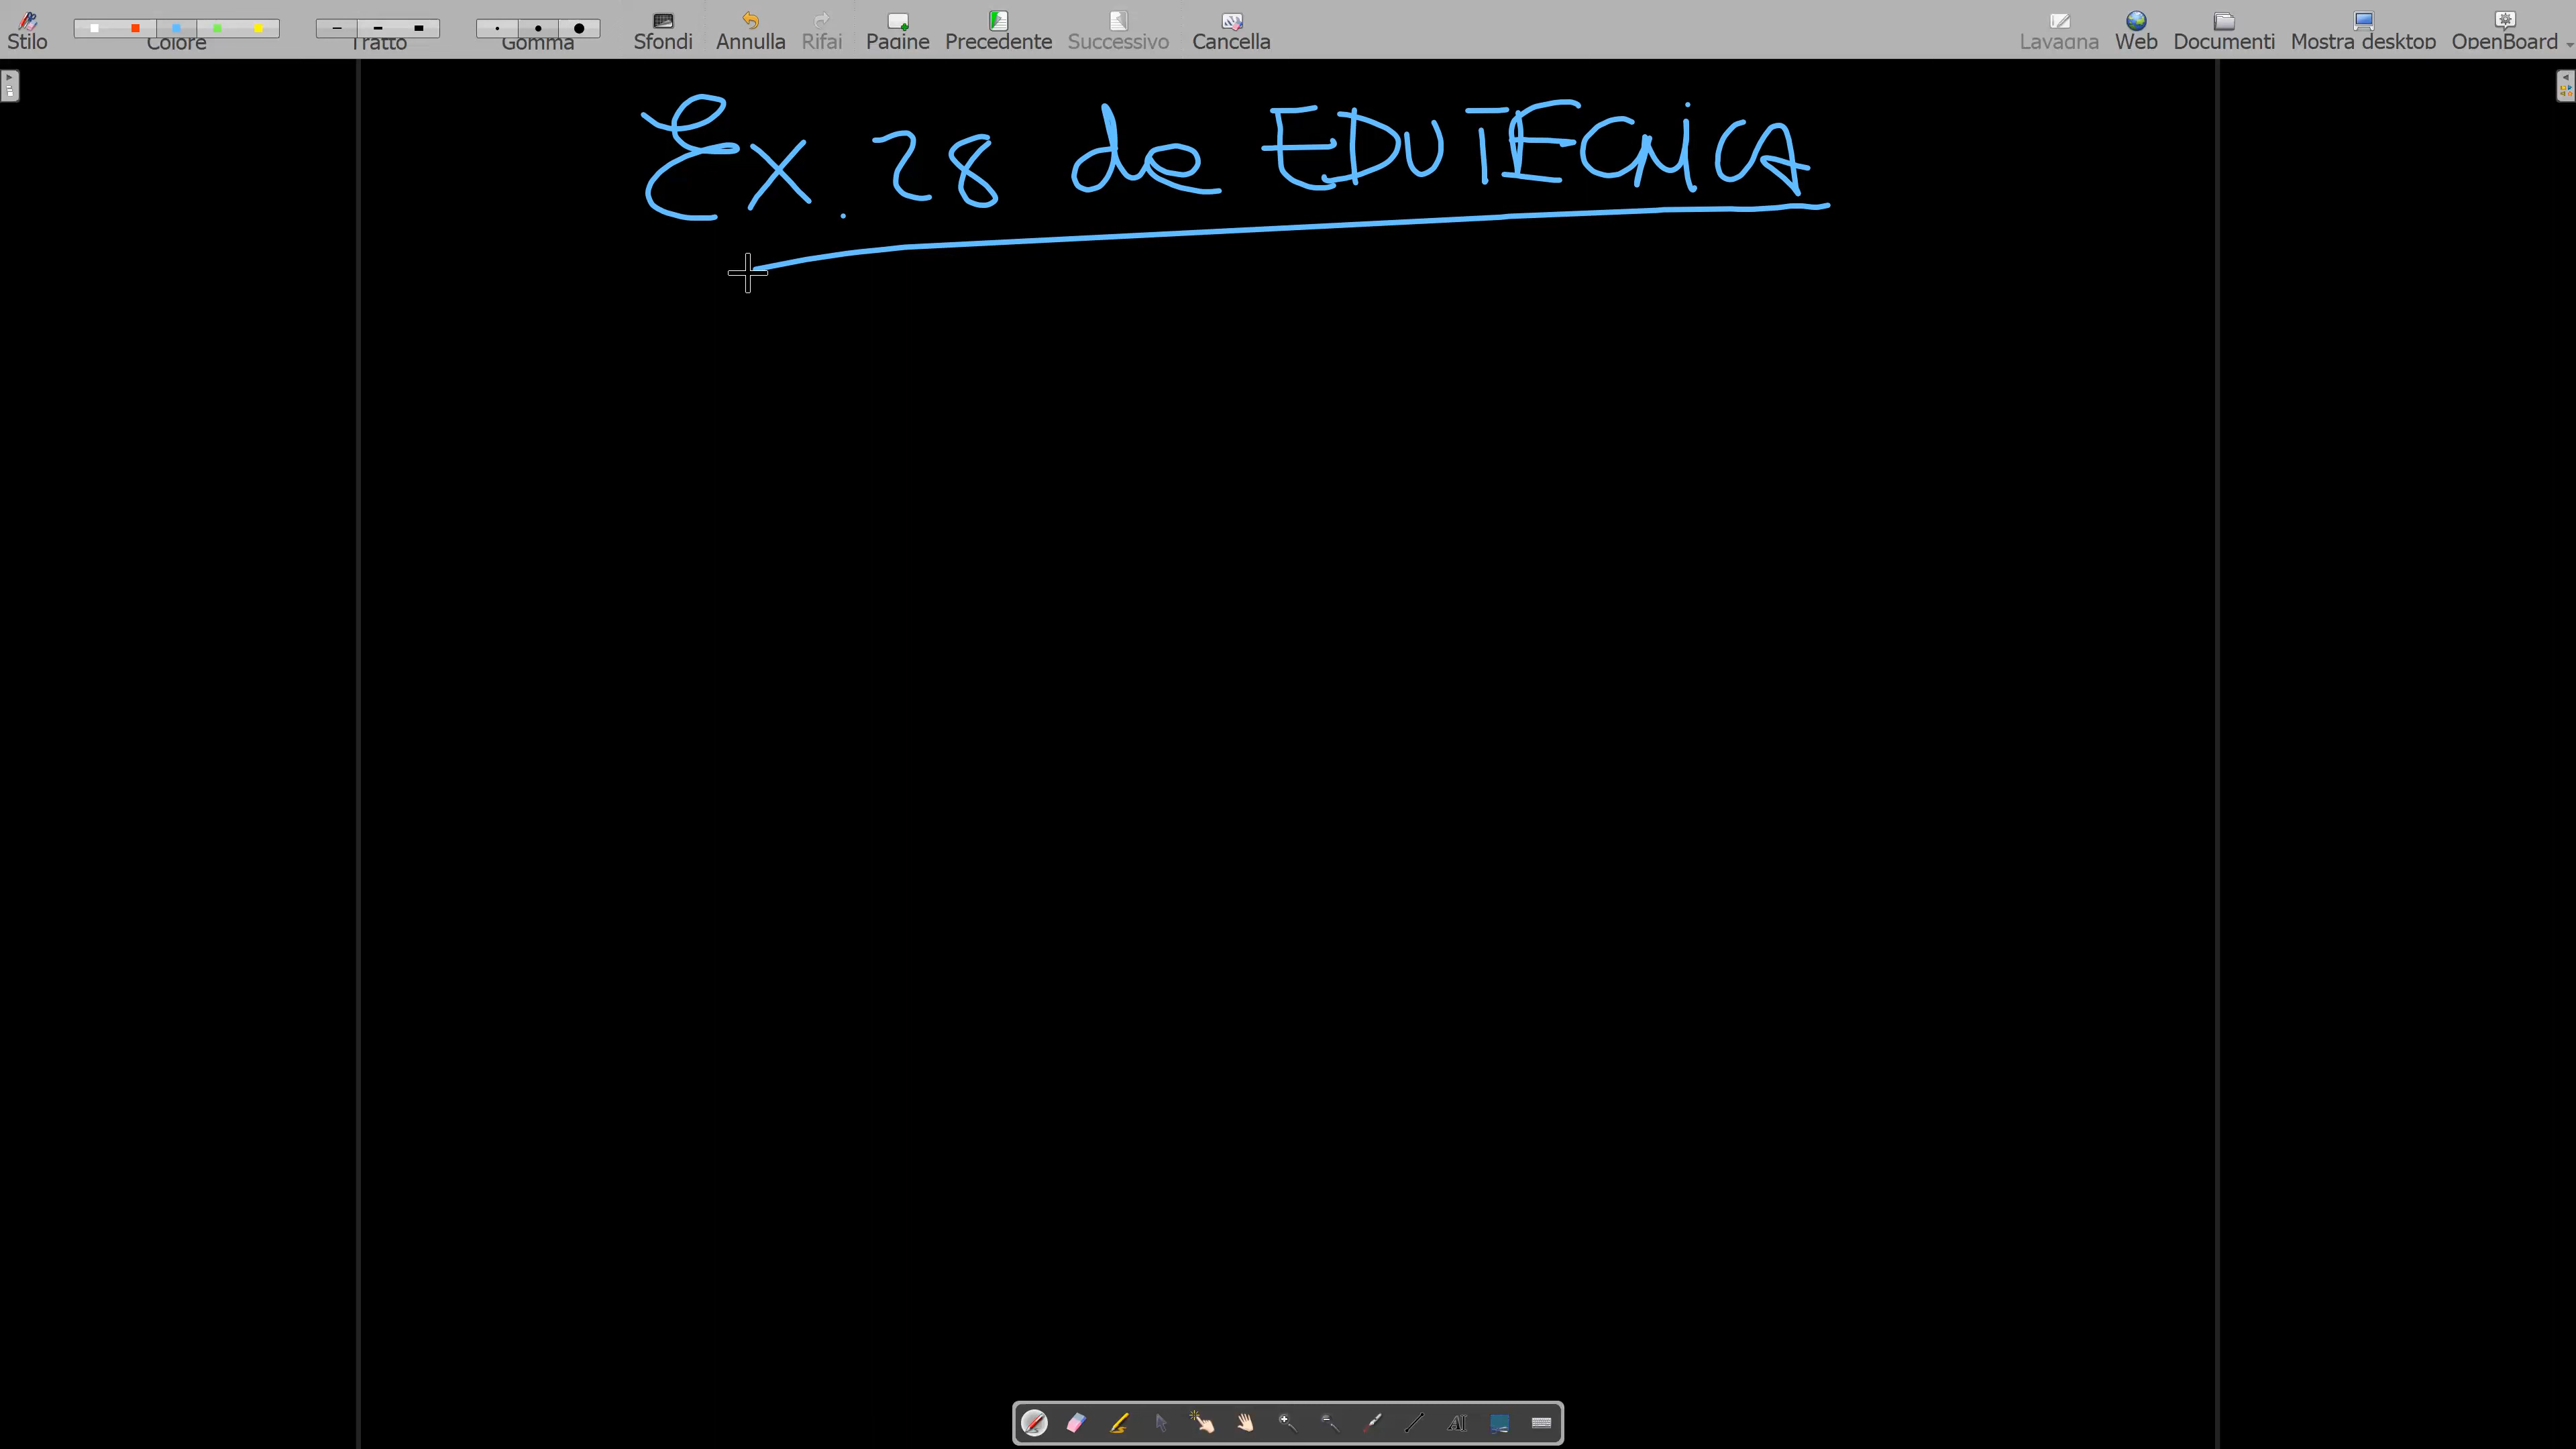 Stilo Colore Tratto Gomma Sfondi Annulla Rifai Pagine Precedente Successivo Cancella Lavagna Web Documenti Mostra desktop OpenBoard
Ex. 28 de EDUTECNICA
AI